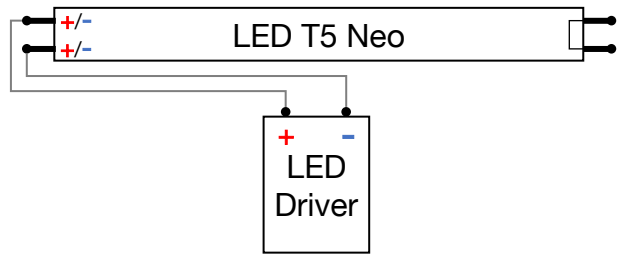 +/-
LED T5 Neo
+/-
+ -
LED
Driver